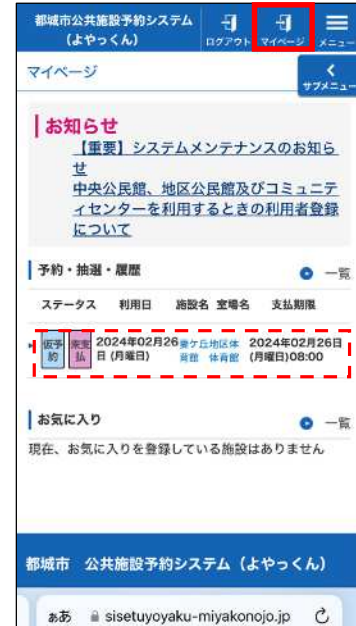 都城市公共施設予約システム
(よやっくん)
ログアウト
マイページ
メニュー
マイページ
サブメニュー
お知らせ
【重要】システムメンテナンスのお知ら
せ
中央公民館、地区公民館及びコミュニテ
ィセンターを利用するときの利用者登録
について
予約・抽選・履歴
一覧
ステータス 利用日 施設名 室場名 支払期限
仮予約 未支払 2024年02月26日 (月曜日) 菱ケ丘地区体育館 体育館 2024年02月26日 (月曜日)08:00
お気に入り
一覧
現在、お気に入りを登録している施設はありません
都城市 公共施設予約システム(よやっくん)
ぁあ sisetuyoyaku-miyakonojo.jp